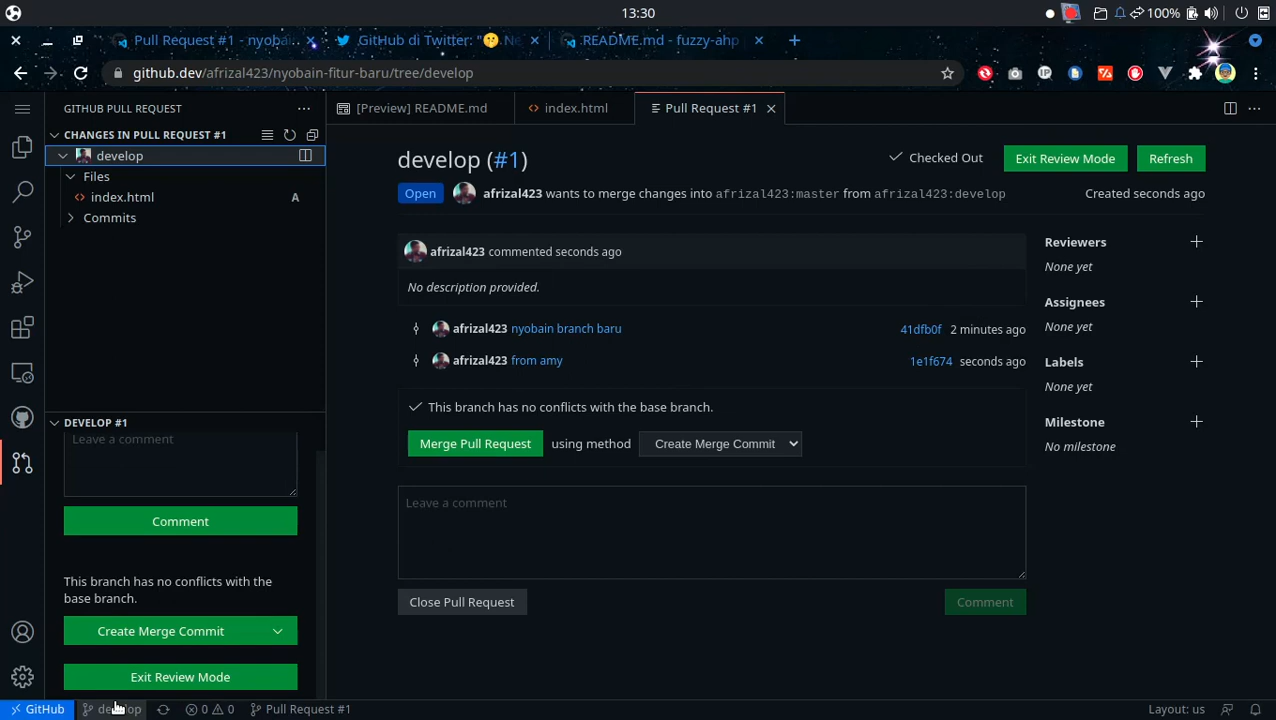 13:30
100%
Pull Request #1 - nyobai
GitHub di Twitter: "🤫 Ne
README.md - fuzzy-ahp
github.dev/afrizal423/nyobain-fitur-baru/tree/develop
GITHUB PULL REQUEST
[Preview] README.md
index.html
Pull Request #1
CHANGES IN PULL REQUEST #1
develop
Files
index.html
A
Commits
develop (#1)
Checked Out
Exit Review Mode
Refresh
Open
afrizal423 wants to merge changes into afrizal423:master from afrizal423:develop
Created seconds ago
afrizal423 commented seconds ago
No description provided.
afrizal423 nyobain branch baru
41dfb0f 2 minutes ago
afrizal423 from amy
1e1f674 seconds ago
This branch has no conflicts with the base branch.
Merge Pull Request
using method
Create Merge Commit
Leave a comment
Close Pull Request
Comment
Reviewers
None yet
Assignees
None yet
Labels
None yet
Milestone
No milestone
DEVELOP #1
Leave a comment
Comment
This branch has no conflicts with the
base branch.
Create Merge Commit
Exit Review Mode
GitHub
develop
0
0
Pull Request #1
Layout: us